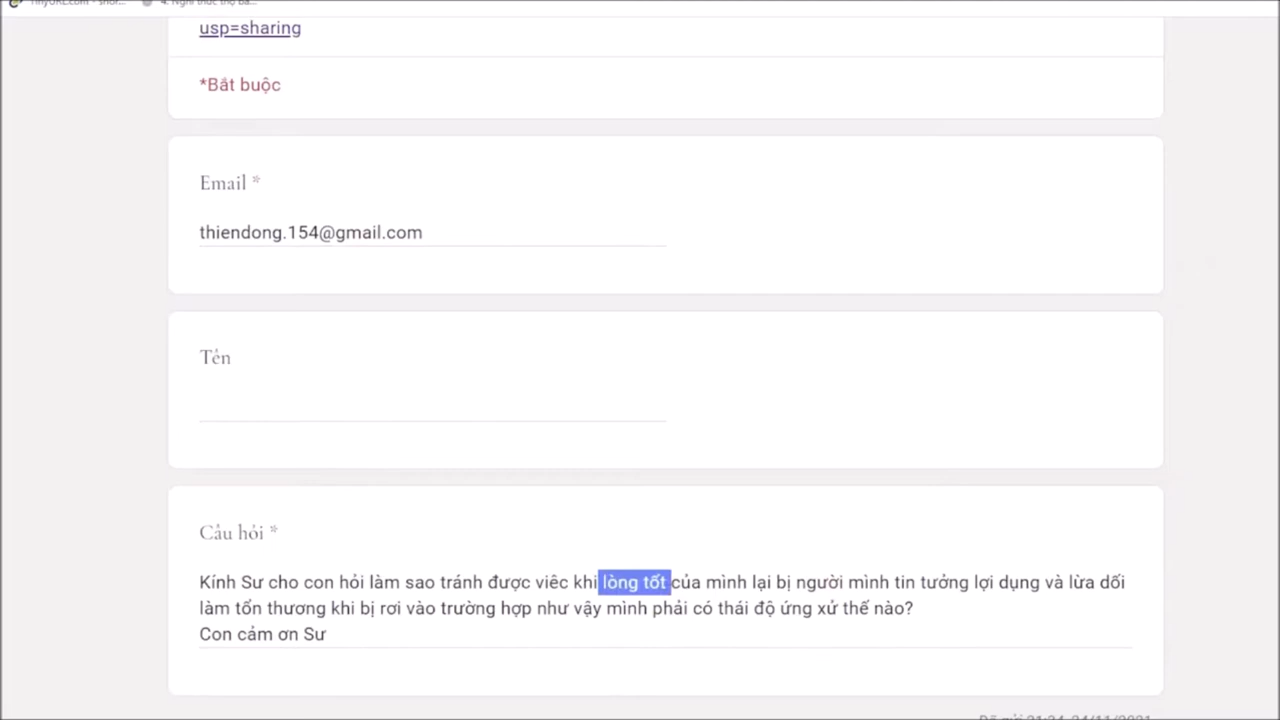 usp=sharing
*Bắt buộc
Email *
thiendong.154@gmail.com
Tên
Câu hỏi *
Kính Sư cho con hỏi làm sao tránh được viêc khi lòng tốt của mình lại bị người mình tin tưởng lợi dụng và lừa dối
làm tổn thương khi bị rơi vào trường hợp như vậy mình phải có thái độ ứng xử thế nào?
Con cảm ơn Sư